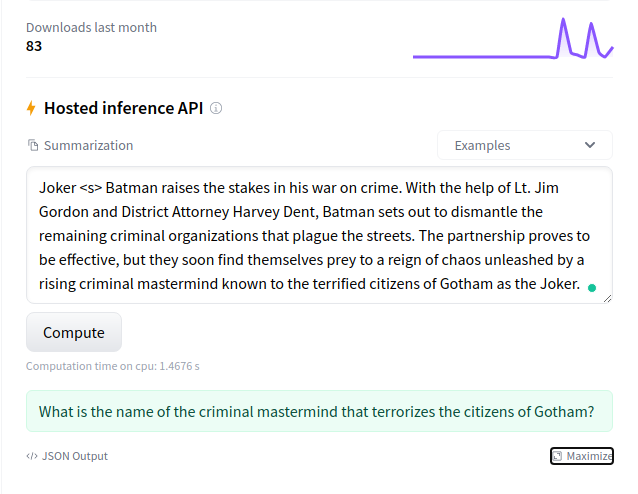 Downloads last month
83
Hosted inference API
Summarization
Examples
Joker <s> Batman raises the stakes in his war on crime. With the help of Lt. Jim
Gordon and District Attorney Harvey Dent, Batman sets out to dismantle the
remaining criminal organizations that plague the streets. The partnership proves to
be effective, but they soon find themselves prey to a reign of chaos unleashed by a
rising criminal mastermind known to the terrified citizens of Gotham as the Joker.
Compute
Computation time on cpu: 1.4676 s
What is the name of the criminal mastermind that terrorizes the citizens of Gotham?
</> JSON Output
Maximize